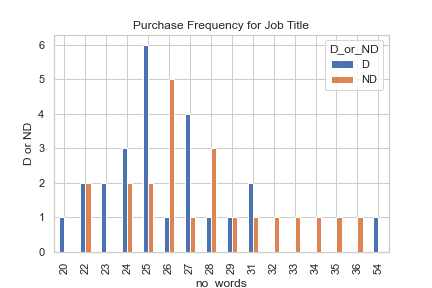 Purchase Frequency for Job Title
D_or_ND
D
ND
D or ND
6
5
4
3
2
1
0
20 22 23 24 25 26 27 28 29 31 32 33 34 35 36 54
no_words